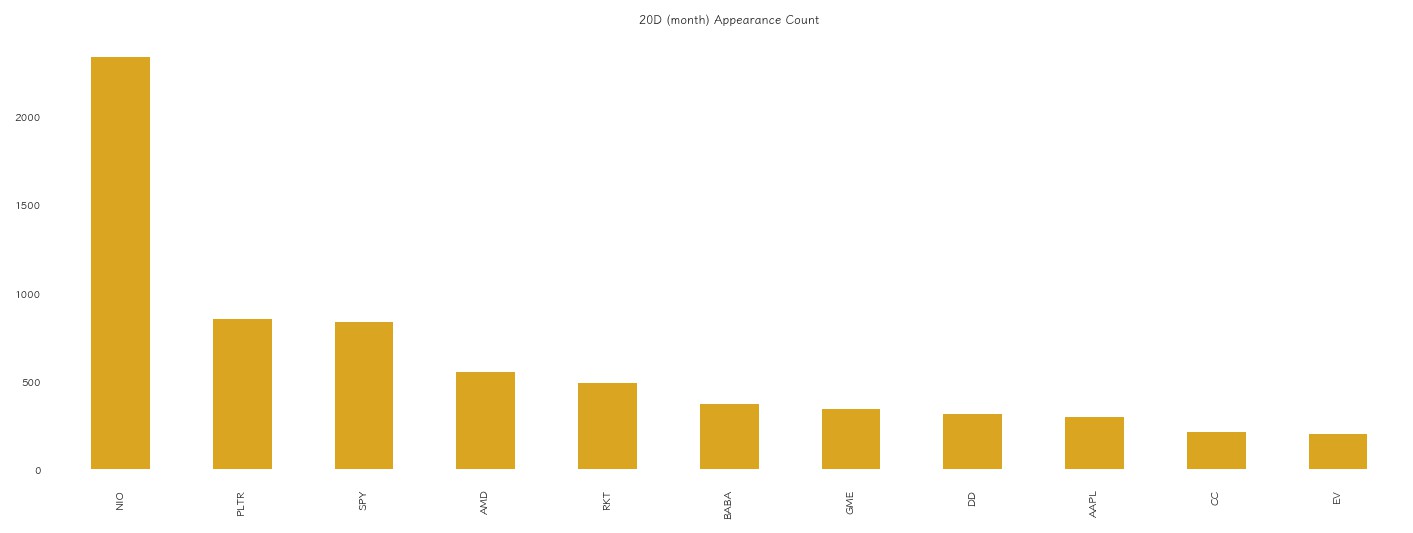 20D (month) Appearance Count
2000
1500
1000
500
0
NIO
PLTR
SPY
AMD
RKT
BABA
GME
DD
AAPL
CC
EV